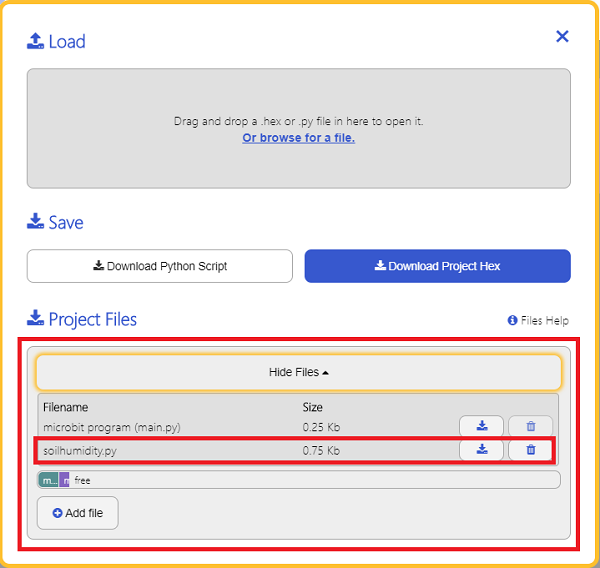 Load
Drag and drop a .hex or .py file in here to open it.
Or browse for a file.
Save
Download Python Script
Download Project Hex
Project Files
Files Help
Hide Files
Filename Size
microbit program (main.py) 0.25 Kb
soilhumidity.py 0.75 Kb
m... m free
Add file